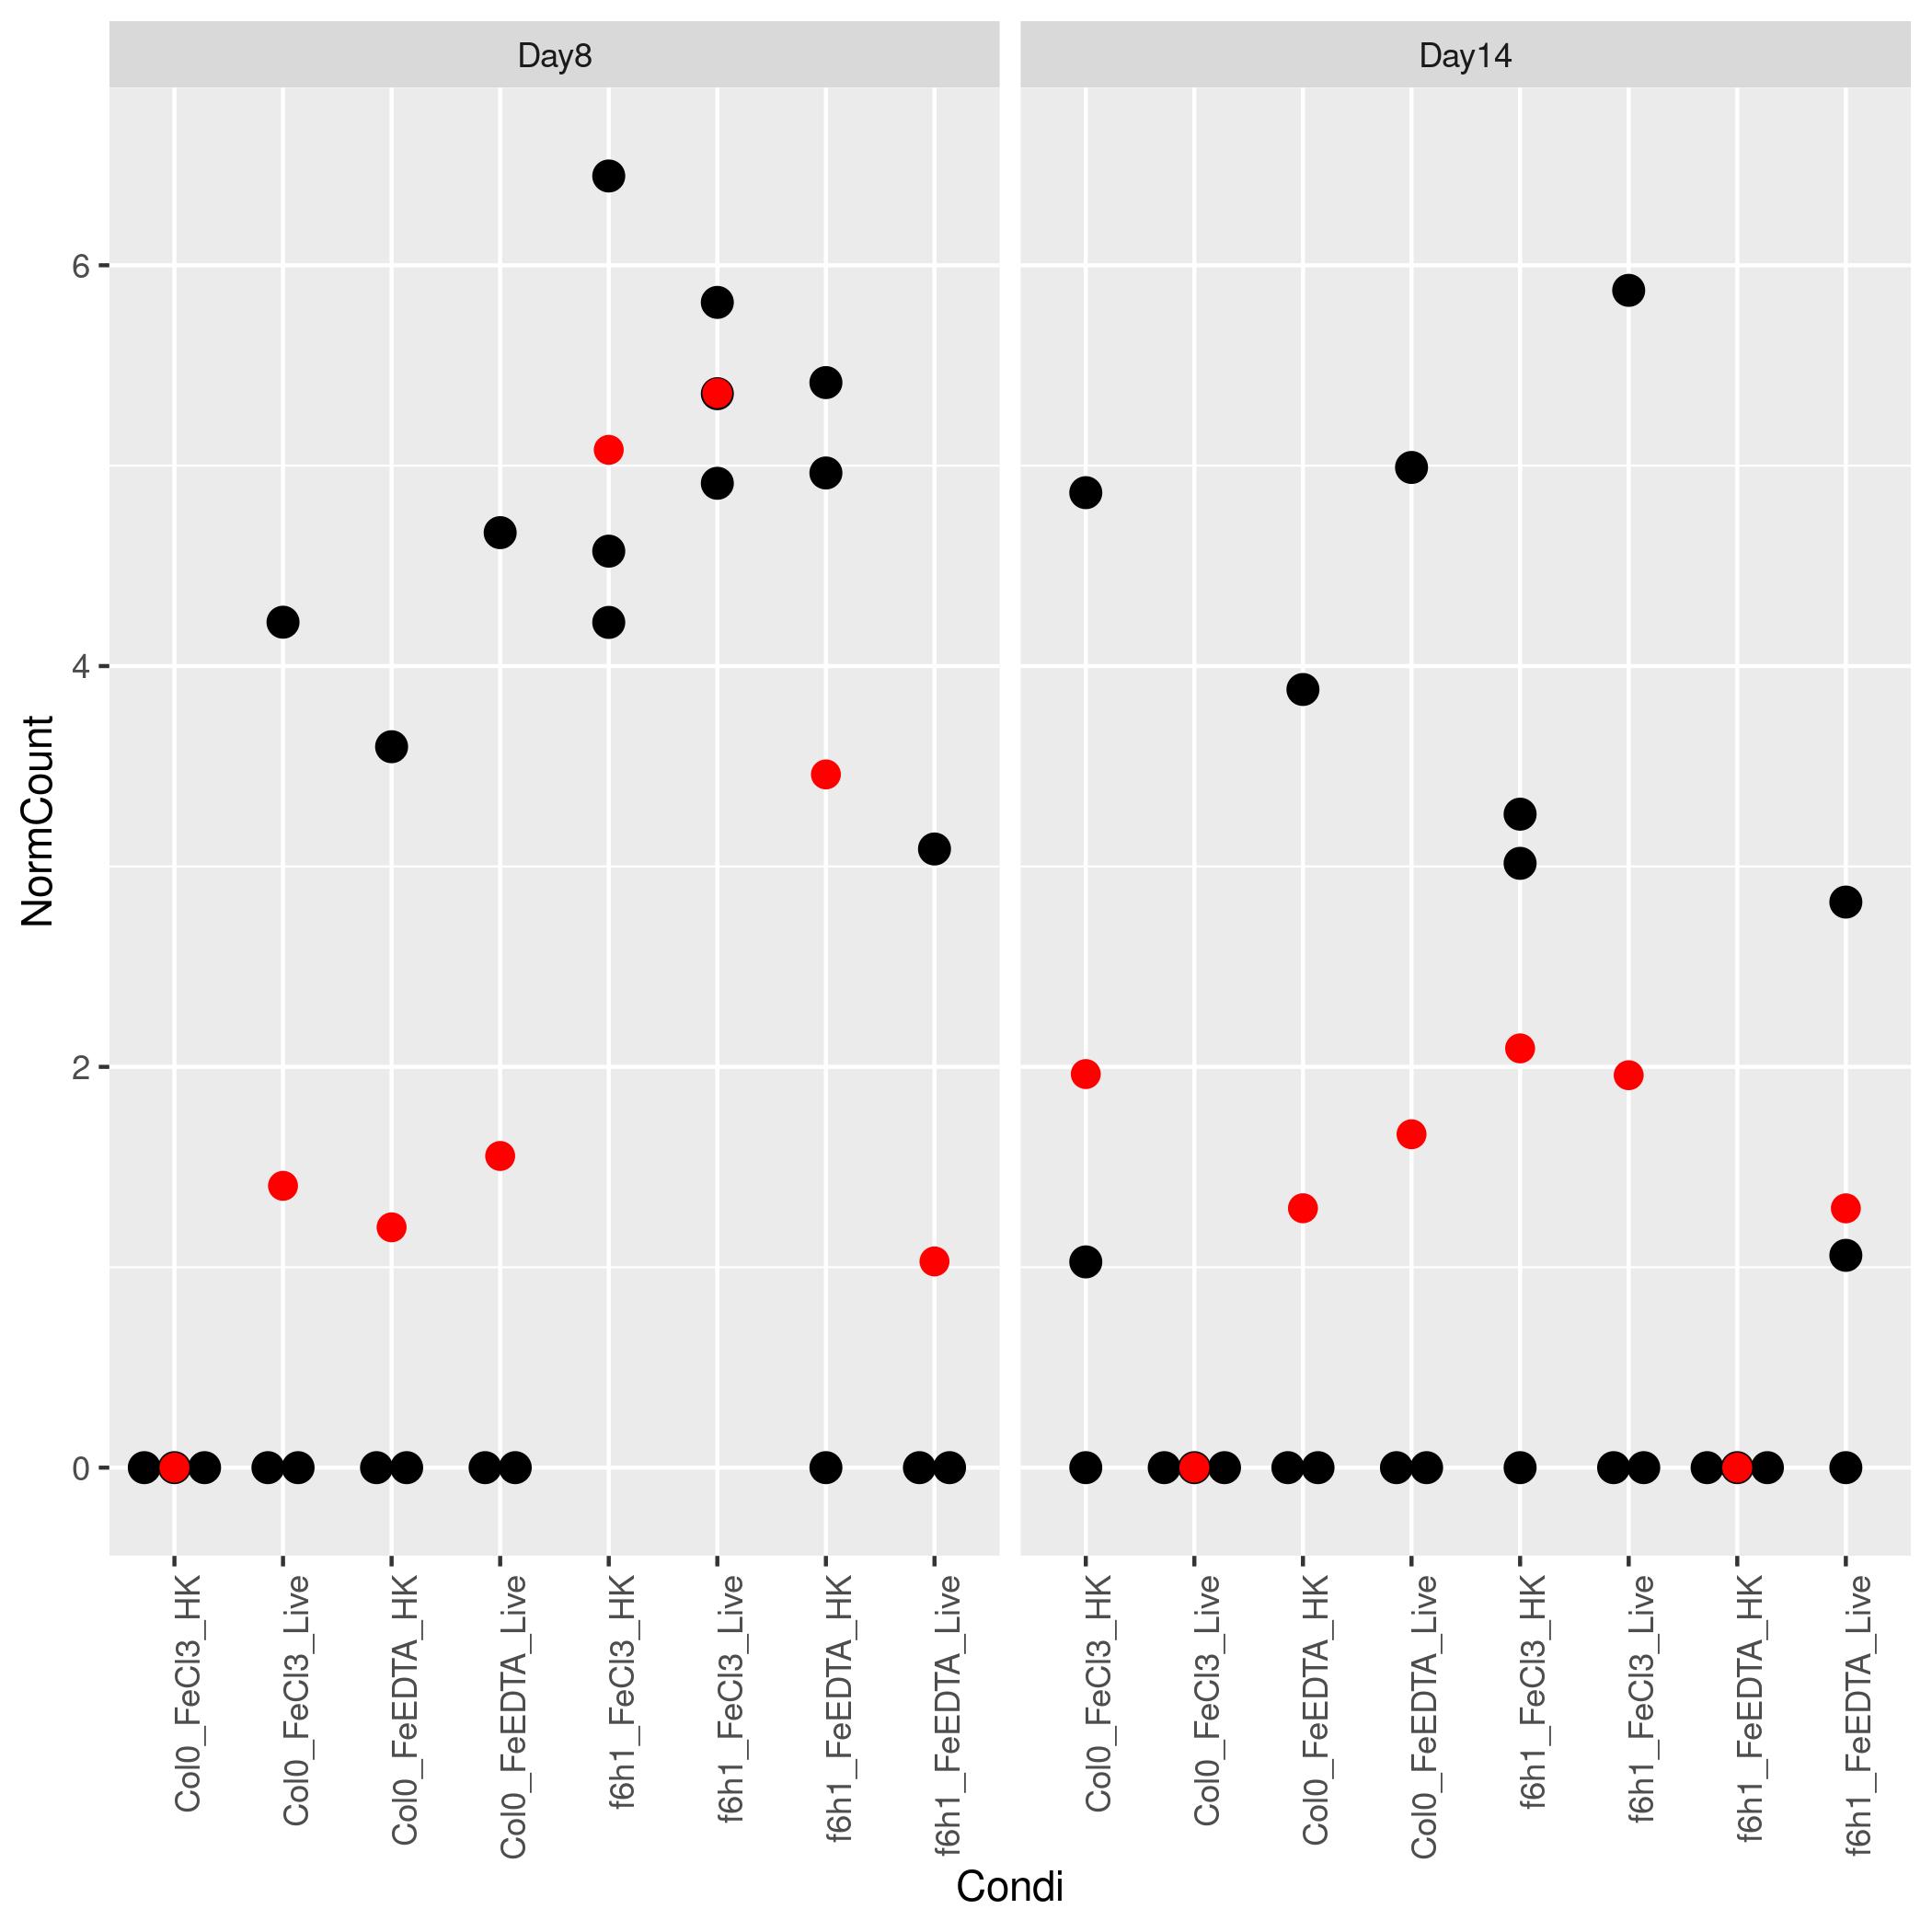 Day8
Day14
NormCount
6
4
2
0
Col0_FeCl3_HK
Col0_FeCl3_Live
Col0_FeEDTA_HK
Col0_FeEDTA_Live
f6h1_FeCl3_HK
f6h1_FeCl3_Live
f6h1_FeEDTA_HK
f6h1_FeEDTA_Live
Col0_FeCl3_HK
Col0_FeCl3_Live
Col0_FeEDTA_HK
Col0_FeEDTA_Live
f6h1_FeCl3_HK
f6h1_FeCl3_Live
f6h1_FeEDTA_HK
f6h1_FeEDTA_Live
Condi